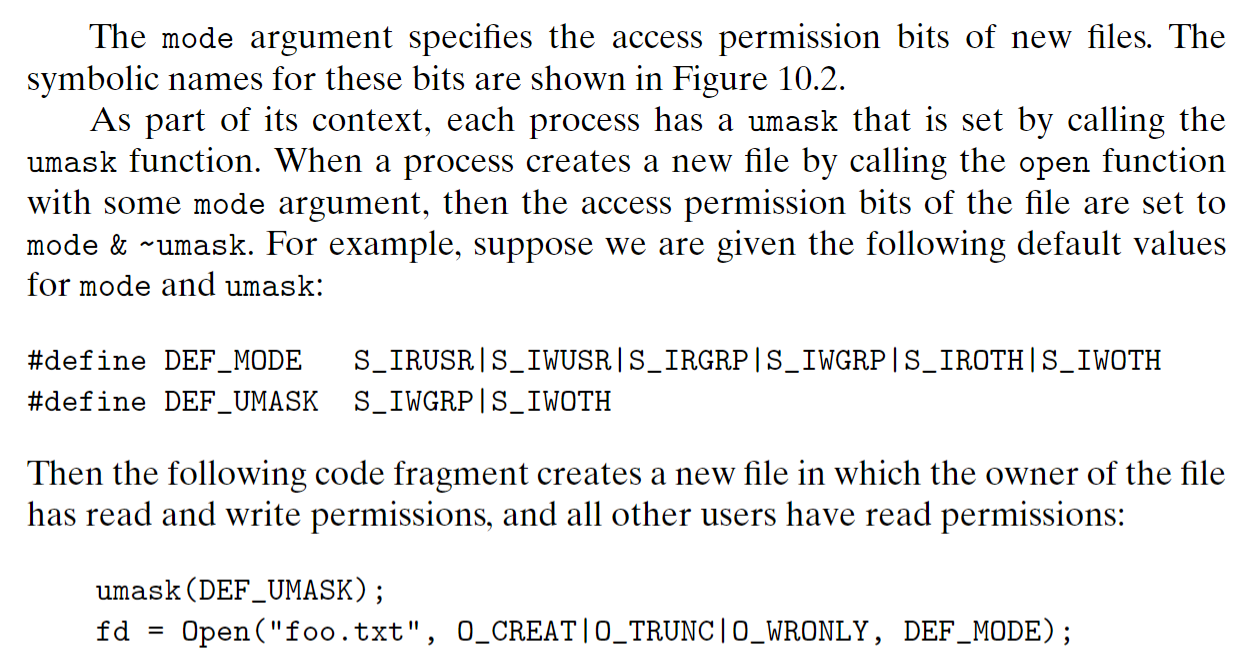 The mode argument specifies the access permission bits of new files. The
symbolic names for these bits are shown in Figure 10.2.
As part of its context, each process has a umask that is set by calling the
umask function. When a process creates a new file by calling the open function
with some mode argument, then the access permission bits of the file are set to
mode & ~umask. For example, suppose we are given the following default values
for mode and umask:
#define DEF_MODE   S_IRUSR|S_IWUSR|S_IRGRP|S_IWGRP|S_IROTH|S_IWOTH
#define DEF_UMASK  S_IWGRP|S_IWOTH
Then the following code fragment creates a new file in which the owner of the file
has read and write permissions, and all other users have read permissions:
umask(DEF_UMASK);
fd = Open("foo.txt", O_CREAT|O_TRUNC|O_WRONLY, DEF_MODE);